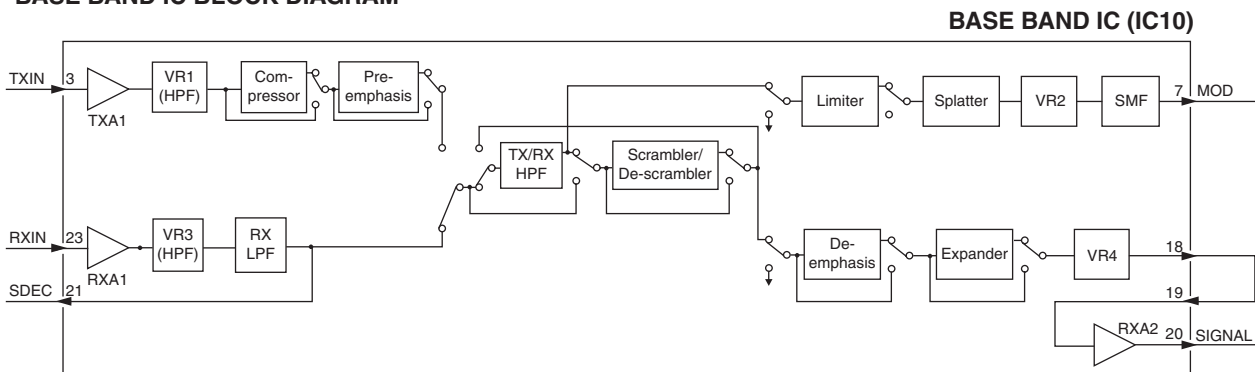 BASE BAND IC BLOCK DIAGRAM
BASE BAND IC (IC10)
TXIN
3
TXA1
VR1
(HPF)
Com-
pressor
Pre-
emphasis
Limiter
Splatter
VR2
SMF
7
MOD
TX/RX
HPF
Scrambler/
De-scrambler
RXIN
23
RXA1
VR3
(HPF)
RX
LPF
SDEC
21
De-
emphasis
Expander
VR4
18
19
RXA2
20
SIGNAL